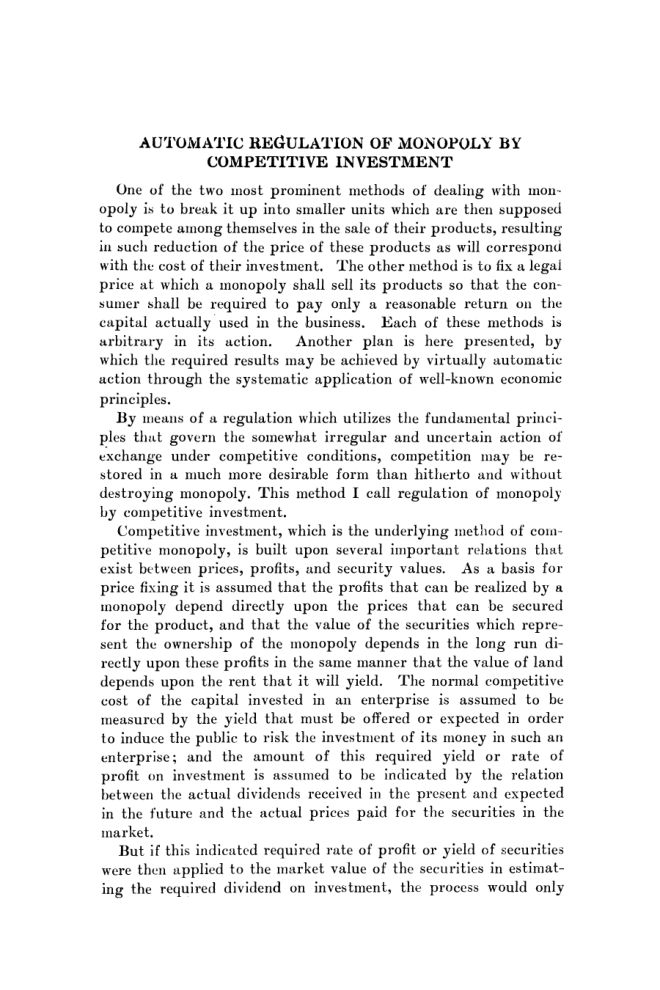 AUTOMATIC REGULATION OF MONOPOLY BY
COMPETITIVE INVESTMENT
One of the two most prominent methods of dealing with mon-
opoly is to break it up into smaller units which are then supposed
to compete among themselves in the sale of their products, resulting
in such reduction of the price of these products as will correspond
with the cost of their investment. The other method is to fix a legal
price at which a monopoly shall sell its products so that the con-
sumer shall be required to pay only a reasonable return on the
capital actually used in the business. Each of these methods is
arbitrary in its action. Another plan is here presented, by
which the required results may be achieved by virtually automatic
action through the systematic application of well-known economic
principles.
By means of a regulation which utilizes the fundamental princi-
ples that govern the somewhat irregular and uncertain action of
exchange under competitive conditions, competition may be re-
stored in a much more desirable form than hitherto and without
destroying monopoly. This method I call regulation of monopoly
by competitive investment.
Competitive investment, which is the underlying method of com-
petitive monopoly, is built upon several important relations that
exist between prices, profits, and security values. As a basis for
price fixing it is assumed that the profits that can be realized by a
monopoly depend directly upon the prices that can be secured
for the product, and that the value of the securities which repre-
sent the ownership of the monopoly depends in the long run di-
rectly upon these profits in the same manner that the value of land
depends upon the rent that it will yield. The normal competitive
cost of the capital invested in an enterprise is assumed to be
measured by the yield that must be offered or expected in order
to induce the public to risk the investment of its money in such an
enterprise; and the amount of this required yield or rate of
profit on investment is assumed to be indicated by the relation
between the actual dividends received in the present and expected
in the future and the actual prices paid for the securities in the
market.
But if this indicated required rate of profit or yield of securities
were then applied to the market value of the securities in estimat-
ing the required dividend on investment, the process would only